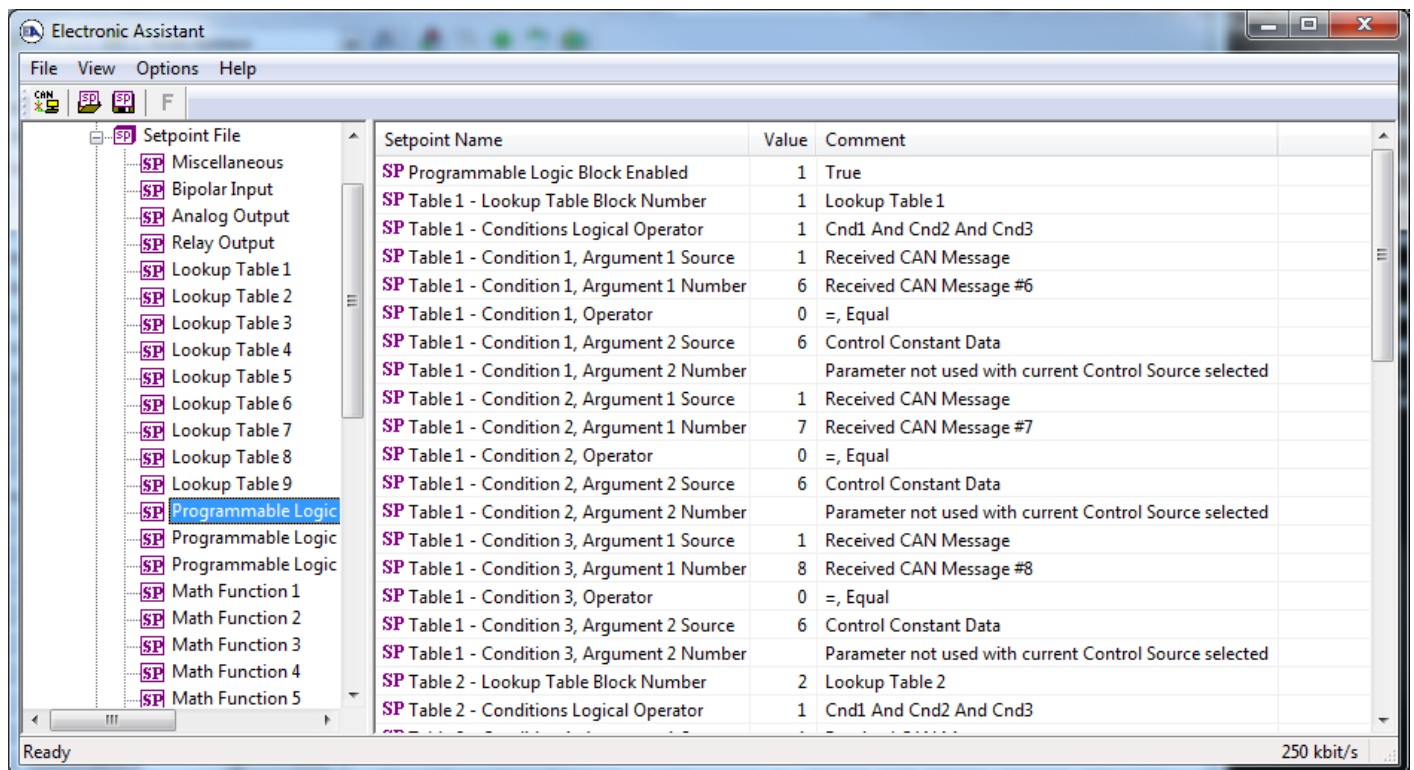 Electronic Assistant
File View Options Help
CAN SP SP F
Setpoint File
SP Miscellaneous
SP Bipolar Input
SP Analog Output
SP Relay Output
SP Lookup Table 1
SP Lookup Table 2
SP Lookup Table 3
SP Lookup Table 4
SP Lookup Table 5
SP Lookup Table 6
SP Lookup Table 7
SP Lookup Table 8
SP Lookup Table 9
SP Programmable Logic
SP Programmable Logic
SP Programmable Logic
SP Math Function 1
SP Math Function 2
SP Math Function 3
SP Math Function 4
SP Math Function 5
Setpoint Name Value Comment
SP Programmable Logic Block Enabled 1 True
SP Table 1 - Lookup Table Block Number 1 Lookup Table 1
SP Table 1 - Conditions Logical Operator 1 Cnd1 And Cnd2 And Cnd3
SP Table 1 - Condition 1, Argument 1 Source 1 Received CAN Message
SP Table 1 - Condition 1, Argument 1 Number 6 Received CAN Message #6
SP Table 1 - Condition 1, Operator 0 =, Equal
SP Table 1 - Condition 1, Argument 2 Source 6 Control Constant Data
SP Table 1 - Condition 1, Argument 2 Number Parameter not used with current Control Source selected
SP Table 1 - Condition 2, Argument 1 Source 1 Received CAN Message
SP Table 1 - Condition 2, Argument 1 Number 7 Received CAN Message #7
SP Table 1 - Condition 2, Operator 0 =, Equal
SP Table 1 - Condition 2, Argument 2 Source 6 Control Constant Data
SP Table 1 - Condition 2, Argument 2 Number Parameter not used with current Control Source selected
SP Table 1 - Condition 3, Argument 1 Source 1 Received CAN Message
SP Table 1 - Condition 3, Argument 1 Number 8 Received CAN Message #8
SP Table 1 - Condition 3, Operator 0 =, Equal
SP Table 1 - Condition 3, Argument 2 Source 6 Control Constant Data
SP Table 1 - Condition 3, Argument 2 Number Parameter not used with current Control Source selected
SP Table 2 - Lookup Table Block Number 2 Lookup Table 2
SP Table 2 - Conditions Logical Operator 1 Cnd1 And Cnd2 And Cnd3
Ready 250 kbit/s